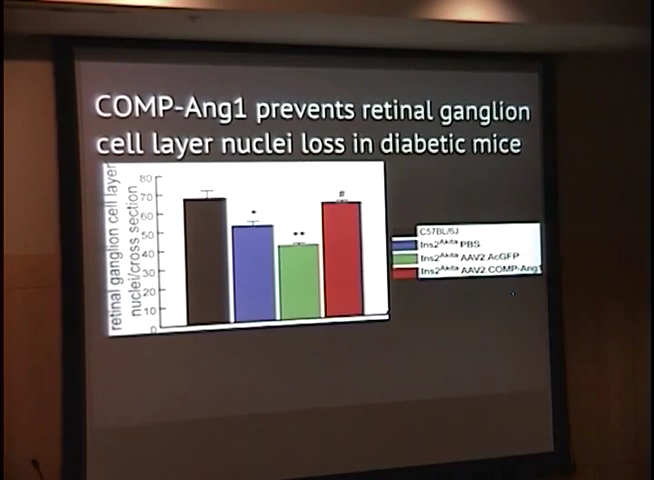 COMP-Ang1 prevents retinal ganglion
cell layer nuclei loss in diabetic mice
retinal ganglion cell layer
nuclei/cross section
80
70
60
50
40
30
20
10
0
*
**
#
C57BL/6J
Ins2Akita PBS
Ins2Akita AAV2.AcGFP
Ins2Akita AAV2.COMP-Ang1